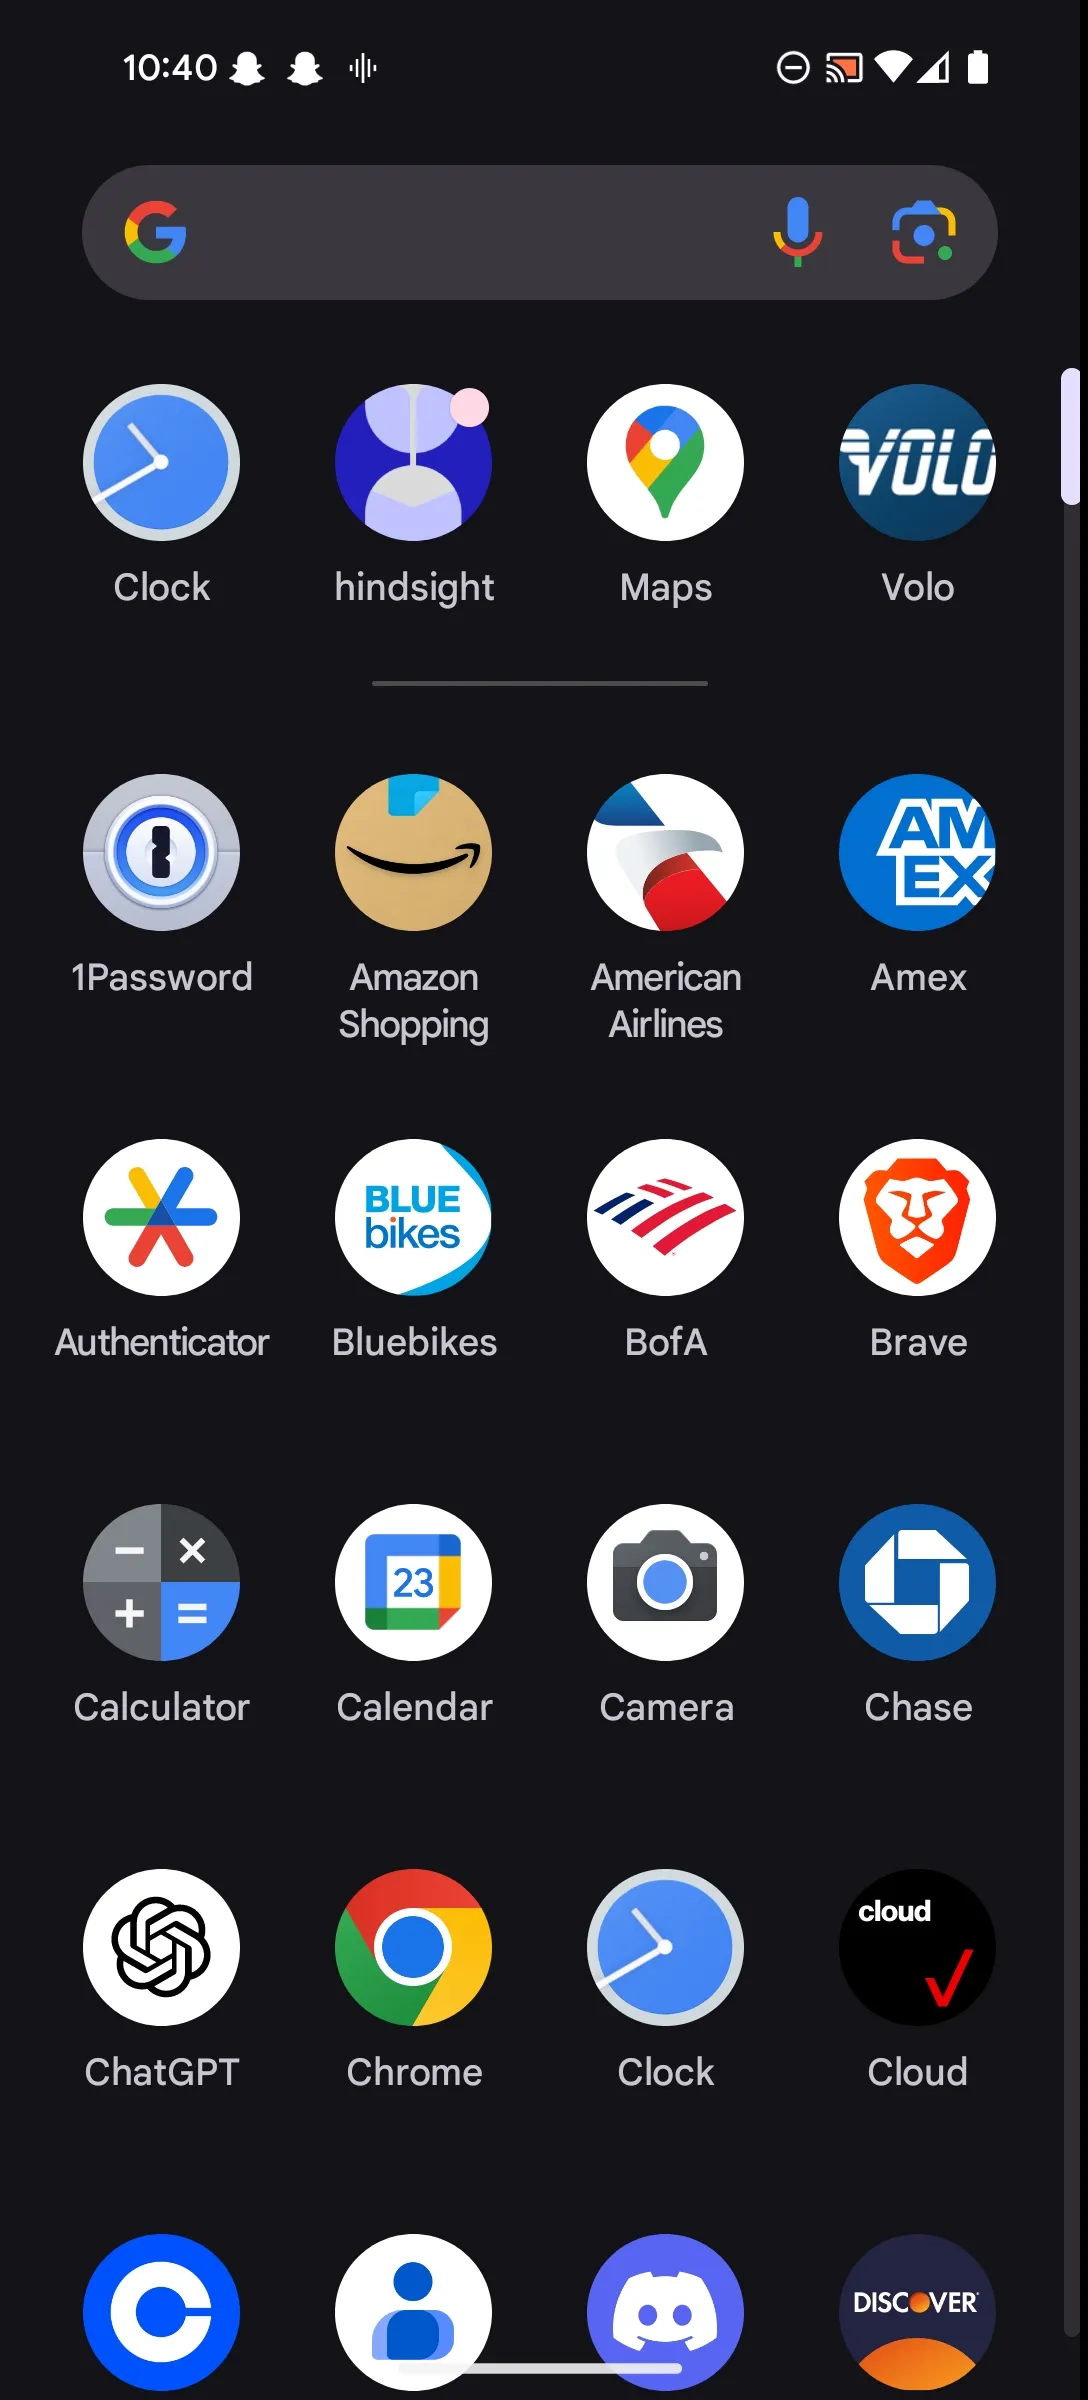 10:40
VOLO
Clock
hindsight
Maps
Volo
AM
EX
1Password
Amazon
Shopping
American
Airlines
Amex
BLUE
bikes
Authenticator
Bluebikes
BofA
Brave
23
Calculator
Calendar
Camera
Chase
cloud
ChatGPT
Chrome
Clock
Cloud
DISCOVER